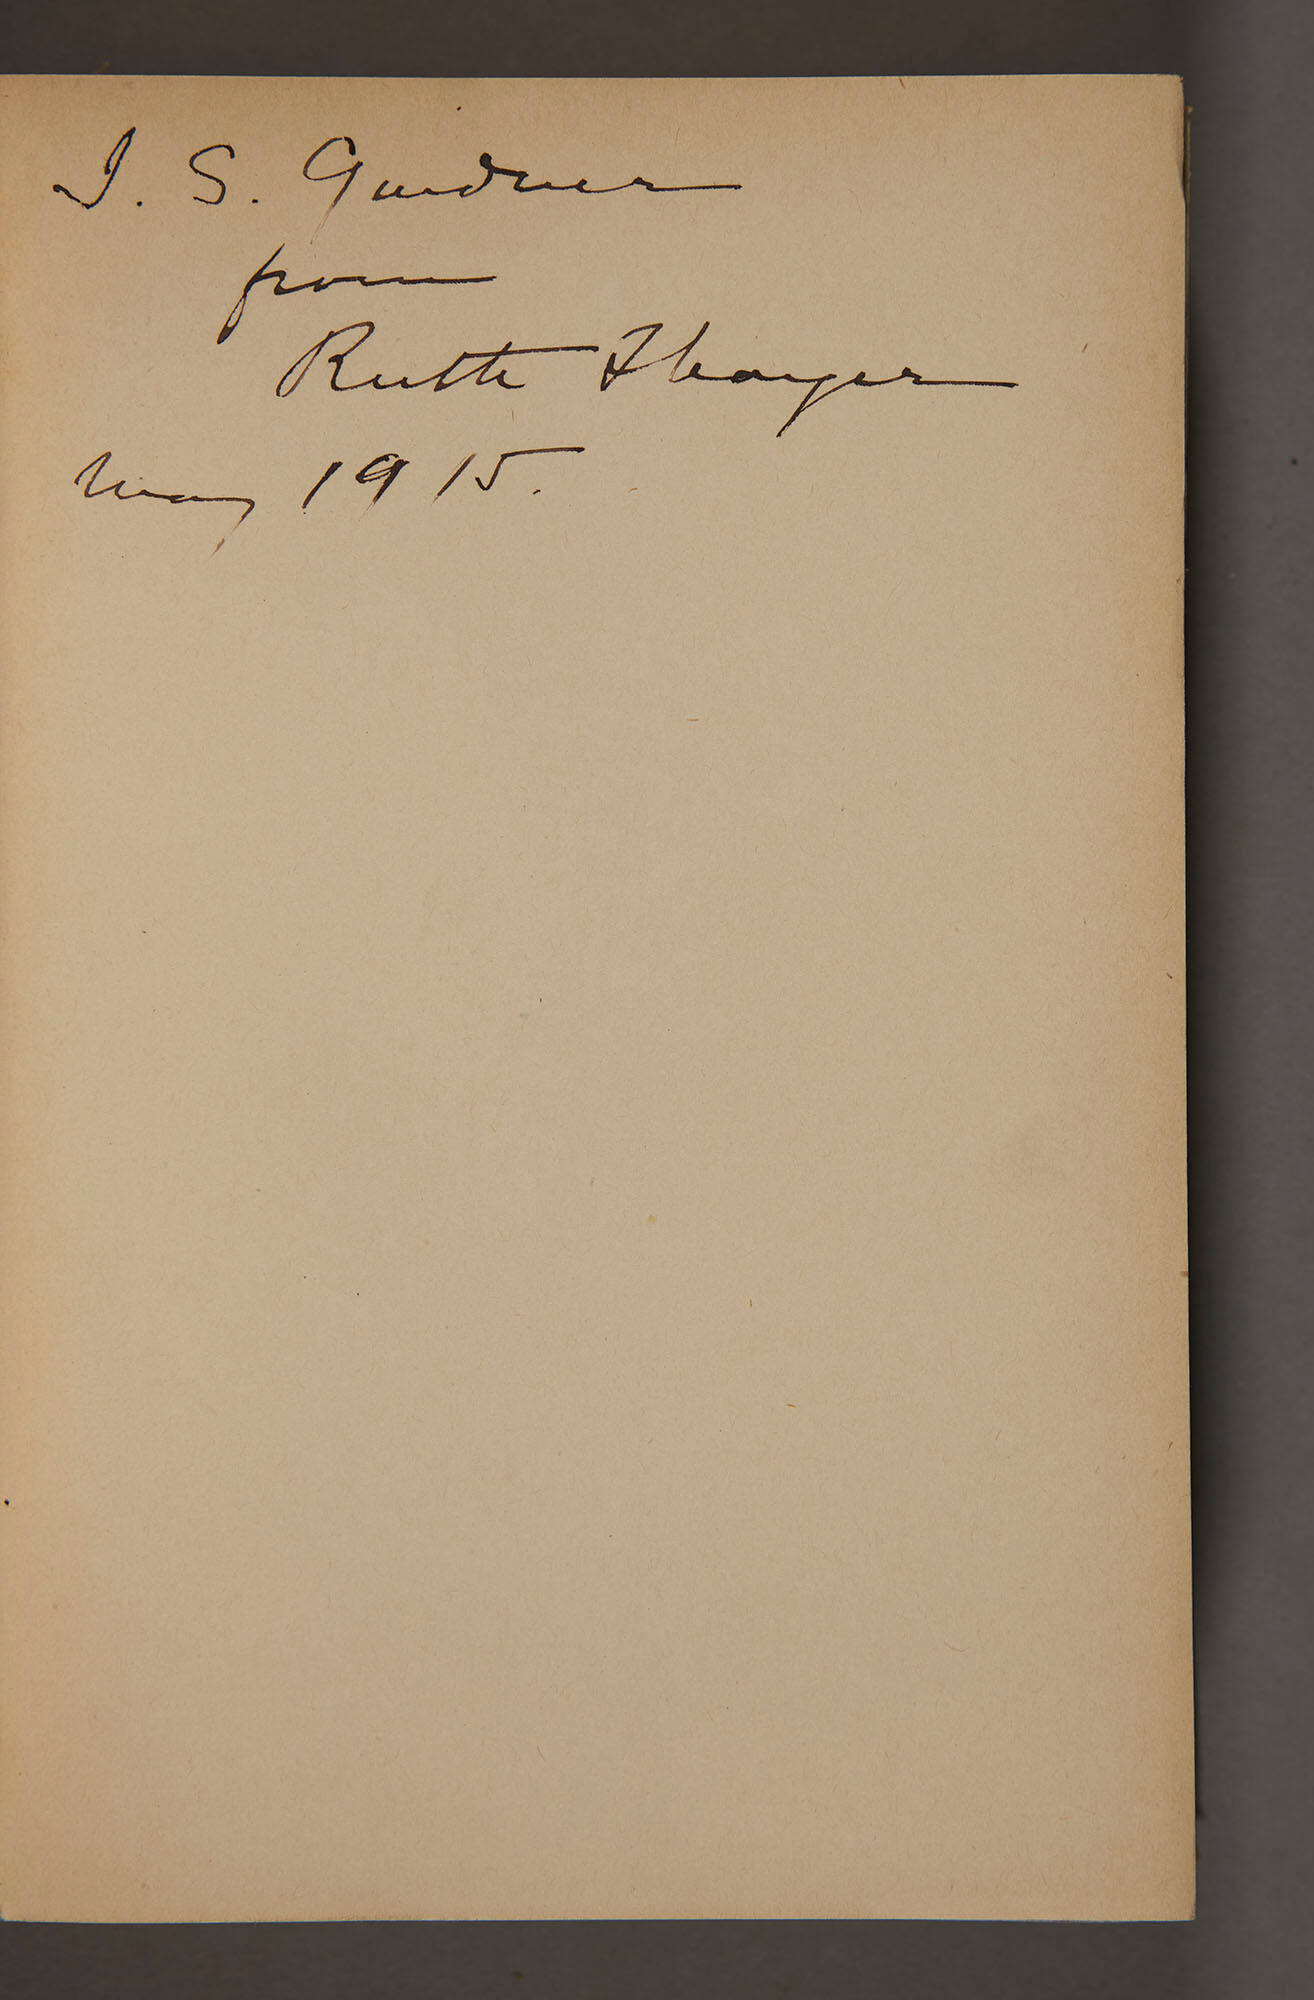 I. S. Gardner
from
Ruth Thayer
May 1915.